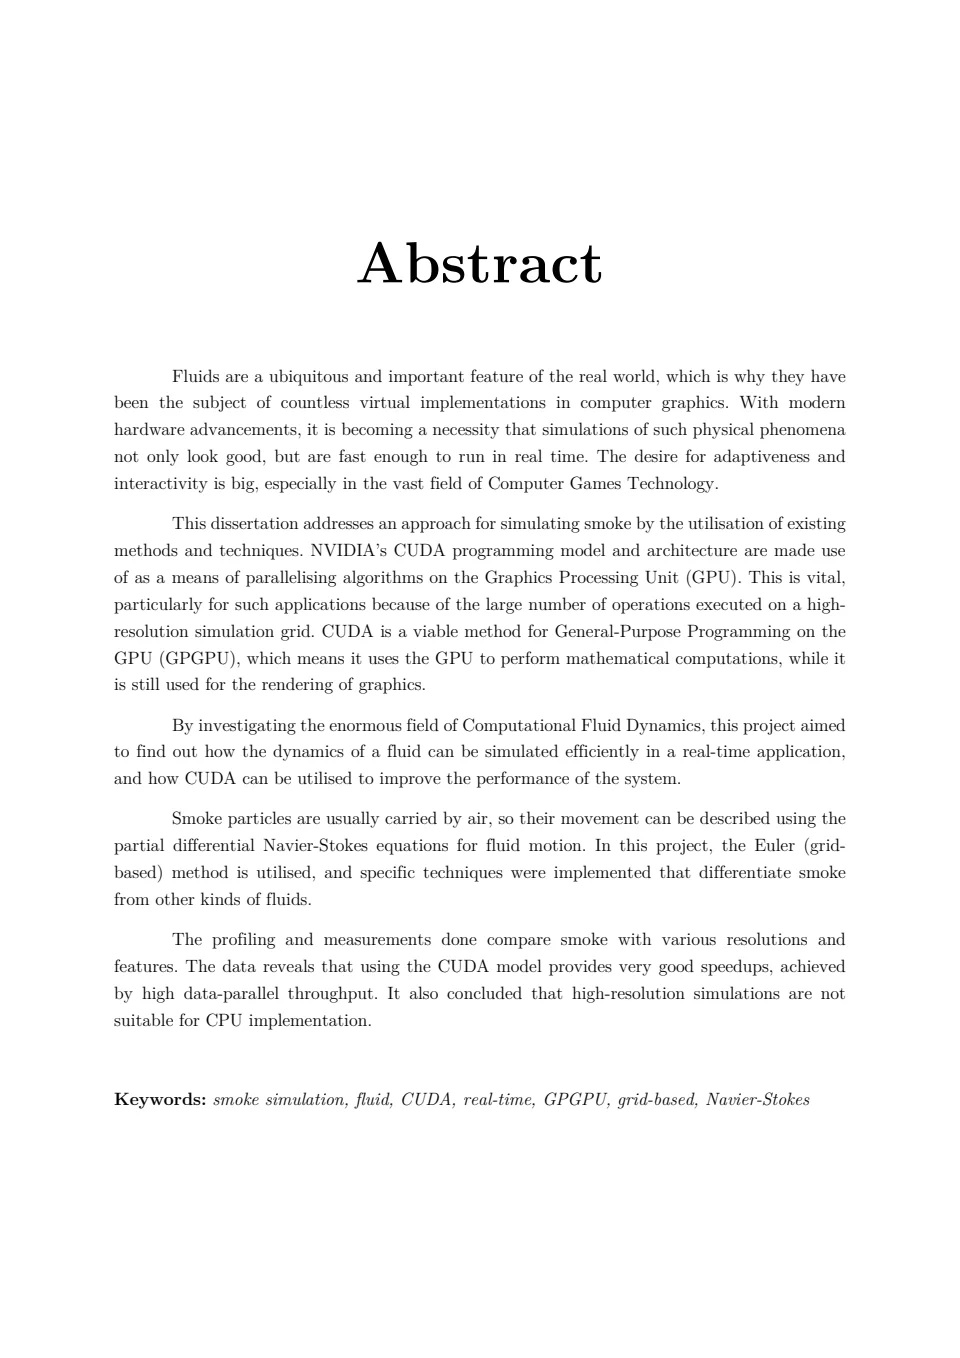 Abstract
Fluids are a ubiquitous and important feature of the real world, which is why they have
been the subject of countless virtual implementations in computer graphics. With modern
hardware advancements, it is becoming a necessity that simulations of such physical phenomena
not only look good, but are fast enough to run in real time. The desire for adaptiveness and
interactivity is big, especially in the vast field of Computer Games Technology.
This dissertation addresses an approach for simulating smoke by the utilisation of existing
methods and techniques. NVIDIA's CUDA programming model and architecture are made use
of as a means of parallelising algorithms on the Graphics Processing Unit (GPU). This is vital,
particularly for such applications because of the large number of operations executed on a high-
resolution simulation grid. CUDA is a viable method for General-Purpose Programming on the
GPU (GPGPU), which means it uses the GPU to perform mathematical computations, while it
is still used for the rendering of graphics.
By investigating the enormous field of Computational Fluid Dynamics, this project aimed
to find out how the dynamics of a fluid can be simulated efficiently in a real-time application,
and how CUDA can be utilised to improve the performance of the system.
Smoke particles are usually carried by air, so their movement can be described using the
partial differential Navier-Stokes equations for fluid motion. In this project, the Euler (grid-
based) method is utilised, and specific techniques were implemented that differentiate smoke
from other kinds of fluids.
The profiling and measurements done compare smoke with various resolutions and
features. The data reveals that using the CUDA model provides very good speedups, achieved
by high data-parallel throughput. It also concluded that high-resolution simulations are not
suitable for CPU implementation.
Keywords: smoke simulation, fluid, CUDA, real-time, GPGPU, grid-based, Navier-Stokes